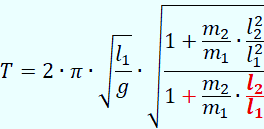 T = 2 · π · √(l₁/g) · √((1 + m₂/m₁ · l₂²/l₁²)/(1 + m₂/m₁ · l₂/l₁))